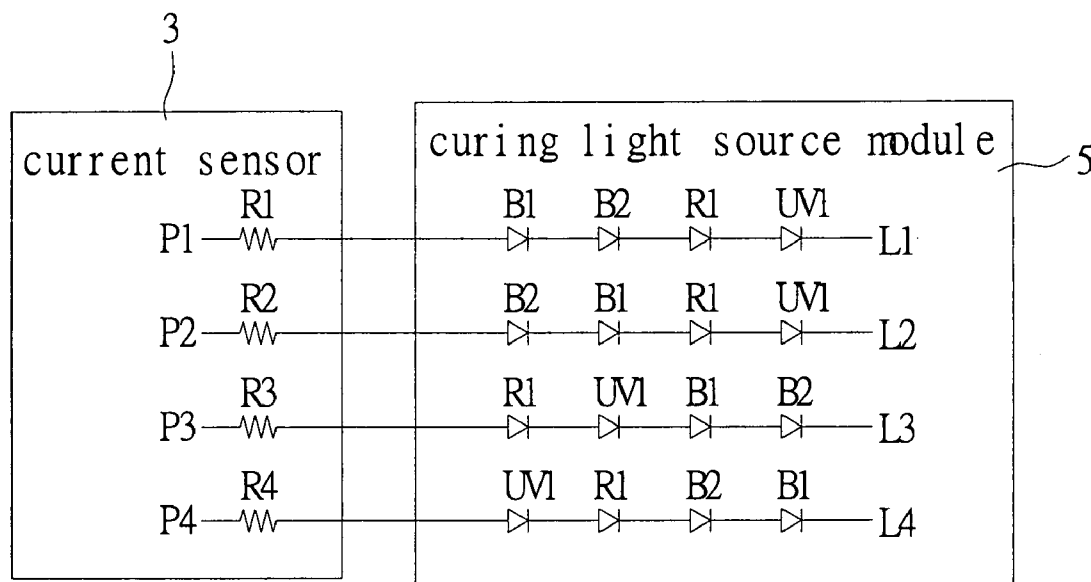 3
current sensor
curing light source module
5
R1 B1 B2 R1 UV1
P1 L1
R2 B2 B1 R1 UV1
P2 L2
R3 R1 UV1 B1 B2
P3 L3
R4 UV1 R1 B2 B1
P4 L4